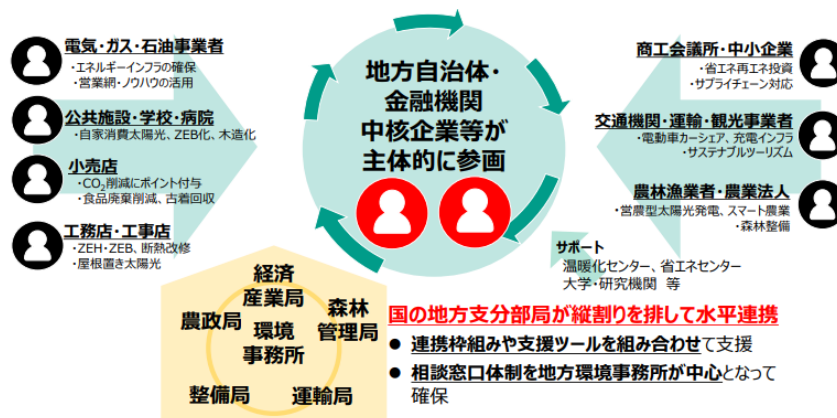 電気・ガス・石油事業者
・エネルギーインフラの確保
・営業網・ノウハウの活用
公共施設・学校・病院
・自家消費太陽光、ZEB化、木造化
小売店
・CO2削減にポイント付与
・食品廃棄削減、古着回収
工務店・工事店
・ZEH・ZEB、断熱改修
・屋根置き太陽光
地方自治体・
金融機関
中核企業等が
主体的に参画
商工会議所・中小企業
・省エネ再エネ投資
・サプライチェーン対応
交通機関・運輸・観光事業者
・電動車カーシェア、充電インフラ
・サステナブルツーリズム
農林漁業者・農業法人
・営農型太陽光発電、スマート農業
・森林整備
サポート
温暖化センター、省エネセンター
大学・研究機関 等
経済
産業局
農政局
森林
管理局
環境
事務所
整備局
運輸局
国の地方支分部局が縦割りを排して水平連携
● 連携枠組みや支援ツールを組み合わせて支援
● 相談窓口体制を地方環境事務所が中心となって
確保